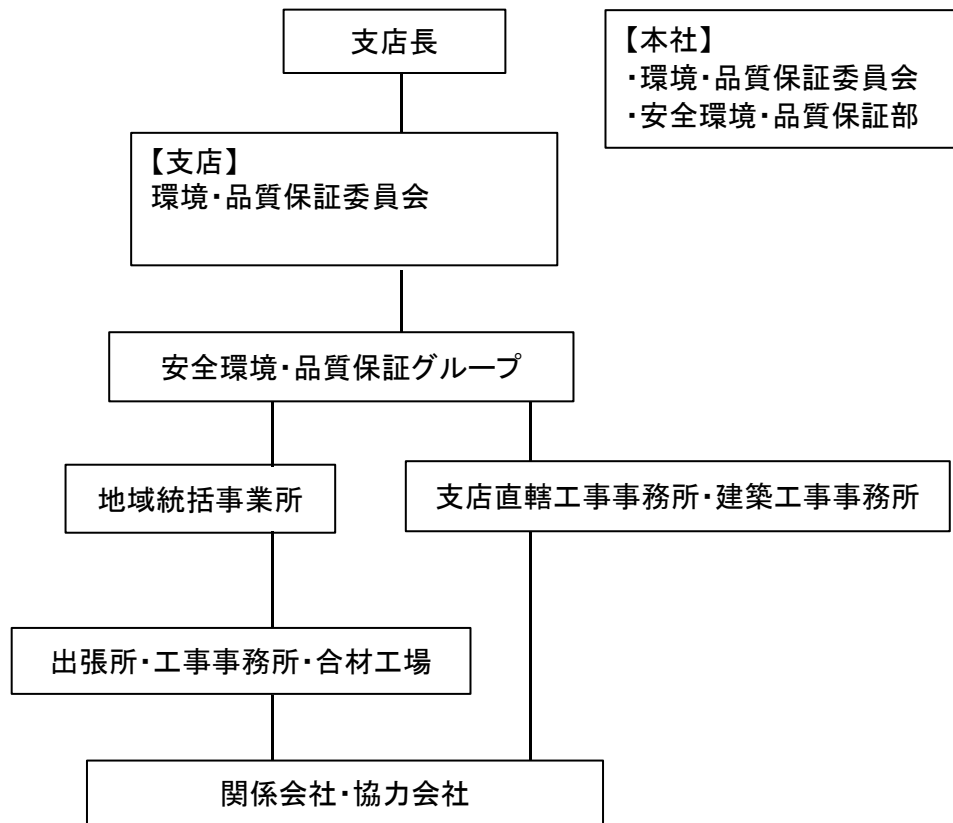 支店長
【本社】
・環境・品質保証委員会
・安全環境・品質保証部
【支店】
環境・品質保証委員会
安全環境・品質保証グループ
地域統括事業所
支店直轄工事事務所・建築工事事務所
出張所・工事事務所・合材工場
関係会社・協力会社